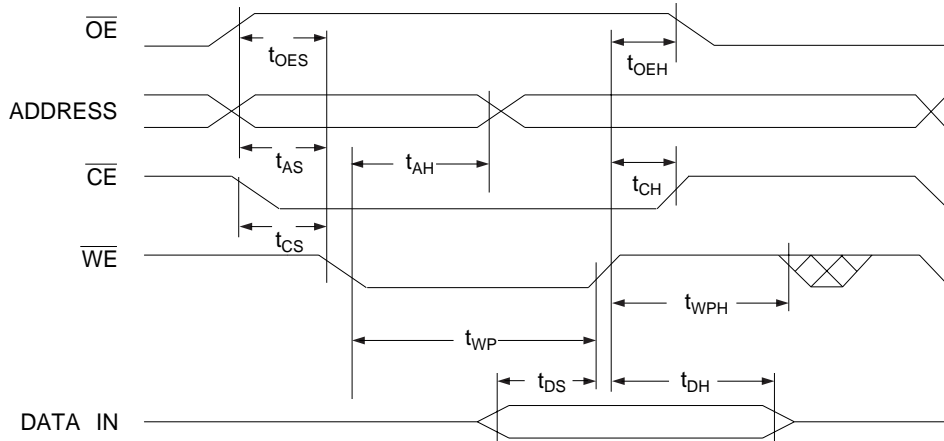 OE
tOES
tOEH
ADDRESS
tAS
tAH
CE
tCH
tCS
WE
tWPH
tWP
tDS
tDH
DATA IN